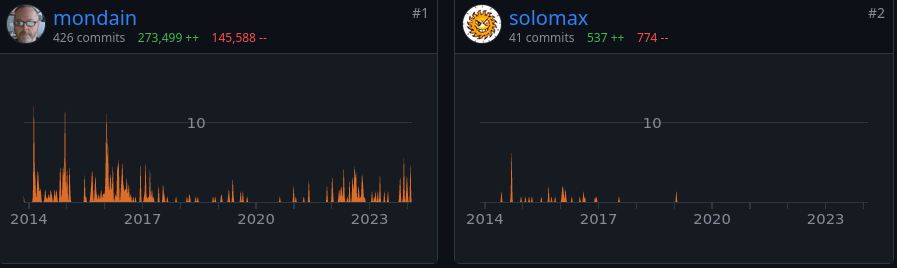 mondain
#1
426 commits 273,499 ++ 145,588 --
10
2014 2017 2020 2023
solomax
#2
41 commits 537 ++ 774 --
10
2014 2017 2020 2023